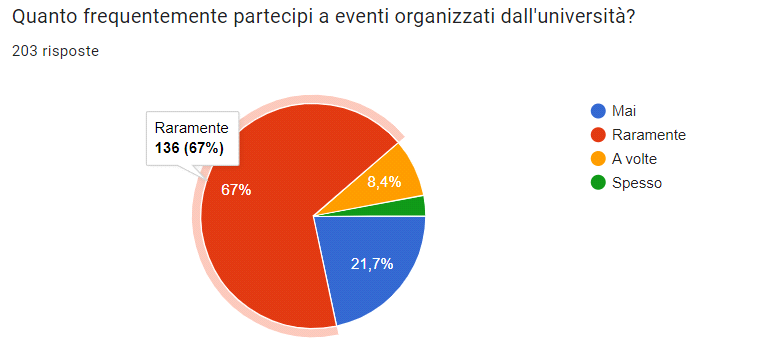 Quanto frequentemente partecipi a eventi organizzati dall'università?
203 risposte
Raramente
136 (67%)
67%
8,4%
21,7%
Mai
Raramente
A volte
Spesso